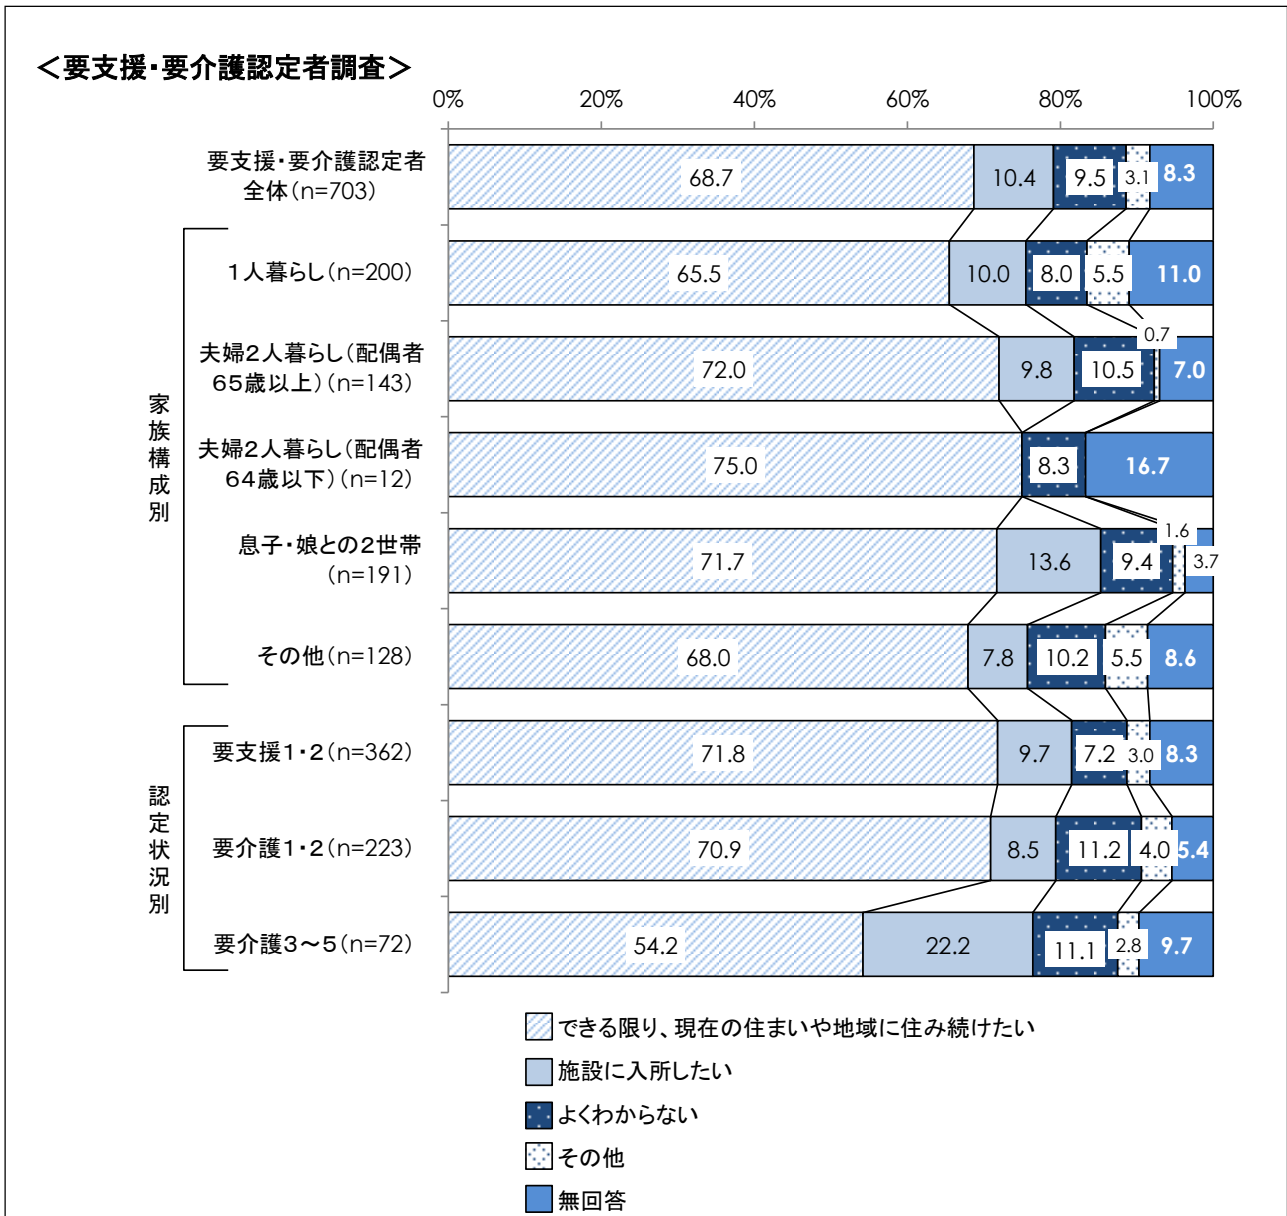 ＜要支援・要介護認定者調査＞
0% 20% 40% 60% 80% 100%
要支援・要介護認定者
全体（n=703）
68.7 10.4 9.5 3.1 8.3
家族構成別
１人暮らし（n=200）
65.5 10.0 8.0 5.5 11.0
夫婦２人暮らし（配偶者
６５歳以上）（n=143）
72.0 9.8 10.5 0.7 7.0
夫婦２人暮らし（配偶者
６４歳以下）（n=12）
75.0 8.3 16.7
息子・娘との２世帯
（n=191）
71.7 13.6 9.4 1.6 3.7
その他（n=128）
68.0 7.8 10.2 5.5 8.6
認定状況別
要支援１・２（n=362）
71.8 9.7 7.2 3.0 8.3
要介護１・２（n=223）
70.9 8.5 11.2 4.0 5.4
要介護３～５（n=72）
54.2 22.2 11.1 2.8 9.7
できる限り、現在の住まいや地域に住み続けたい
施設に入所したい
よくわからない
その他
無回答